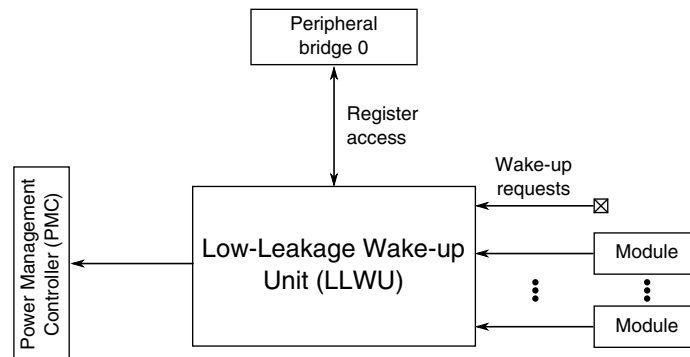 Peripheral
bridge 0
Register
access
Wake-up
requests
Power Management
Controller (PMC)
Low-Leakage Wake-up
Unit (LLWU)
Module
Module